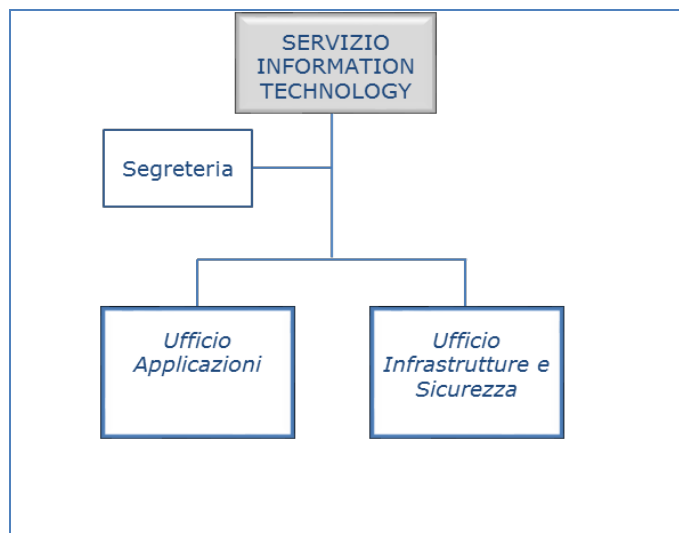 SERVIZIO
INFORMATION
TECHNOLOGY
Segreteria
Ufficio
Applicazioni
Ufficio
Infrastrutture e
Sicurezza